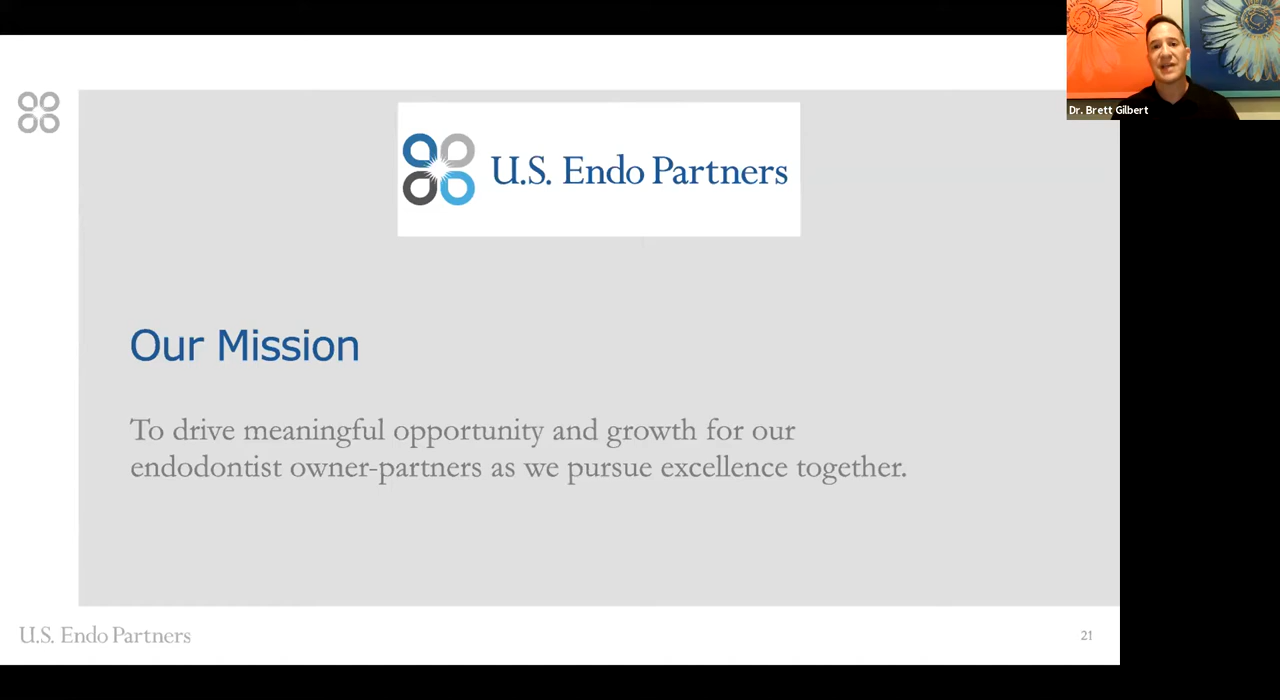 Dr. Brett Gilbert
U.S. Endo Partners
Our Mission
To drive meaningful opportunity and growth for our
endodontist owner-partners as we pursue excellence together.
U.S. Endo Partners
21